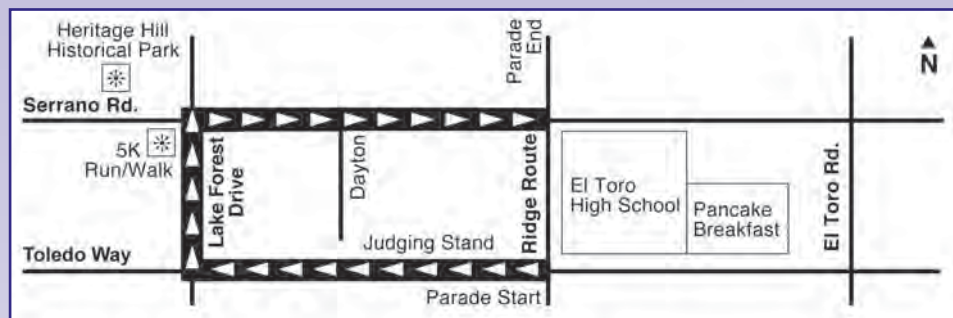 Heritage Hill
Historical Park
Serrano Rd.
5K
Run/Walk
Lake Forest
Drive
Dayton
Parade
End
Ridge Route
El Toro
High School
Pancake
Breakfast
El Toro Rd.
N
Judging Stand
Toledo Way
Parade Start